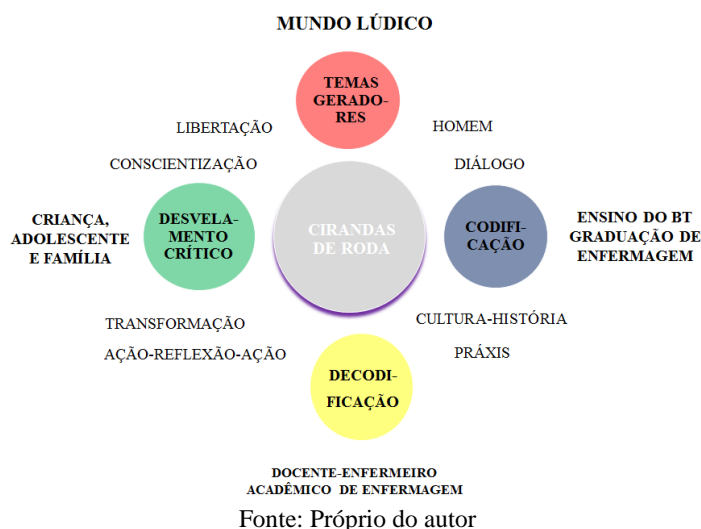 MUNDO LÚDICO
TEMAS
GERADO-
RES
LIBERTAÇÃO
HOMEM
CONSCIENTIZAÇÃO
DIÁLOGO
CRIANÇA,
ADOLESCENTE
E FAMÍLIA
DESVELA-
MENTO
CRÍTICO
CIRANDAS
DE RODA
CODIFI-
CAÇÃO
ENSINO DO BT
GRADUAÇÃO DE
ENFERMAGEM
TRANSFORMAÇÃO
CULTURA-HISTÓRIA
AÇÃO-REFLEXÃO-AÇÃO
PRÁXIS
DECODI-
FICAÇÃO
DOCENTE-ENFERMEIRO
ACADÊMICO DE ENFERMAGEM
Fonte: Próprio do autor